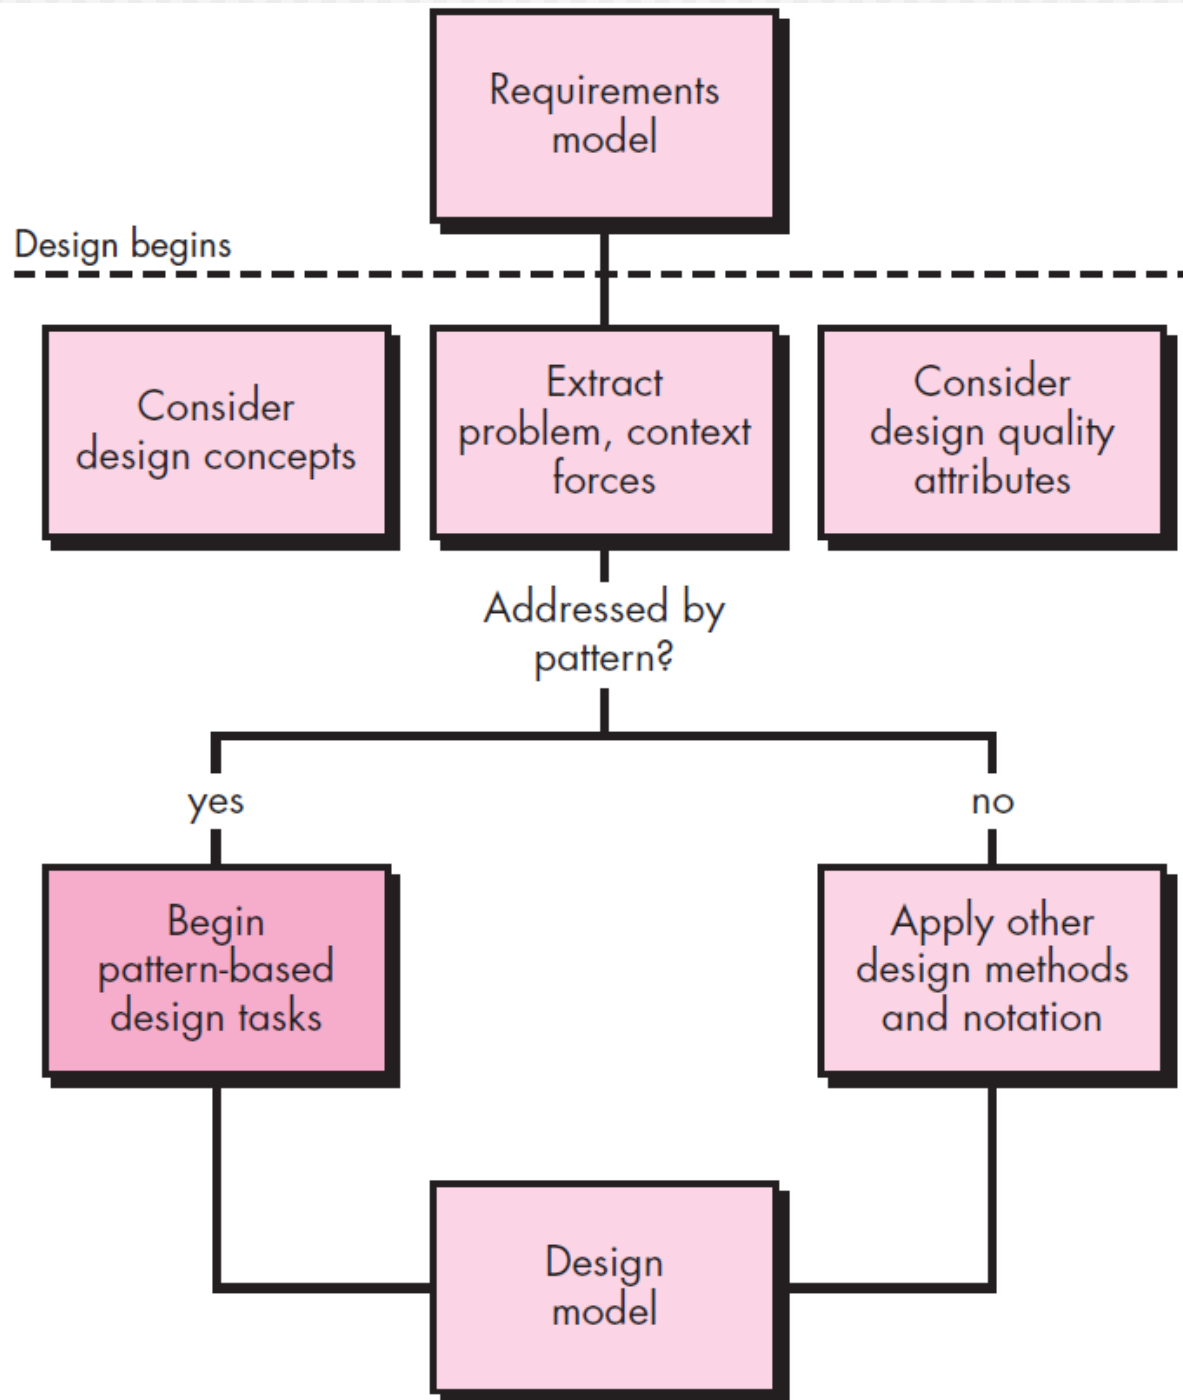 Requirements
model
Design begins
Consider
design concepts
Extract
problem, context
forces
Consider
design quality
attributes
Addressed by
pattern?
yes
no
Begin
pattern-based
design tasks
Apply other
design methods
and notation
Design
model